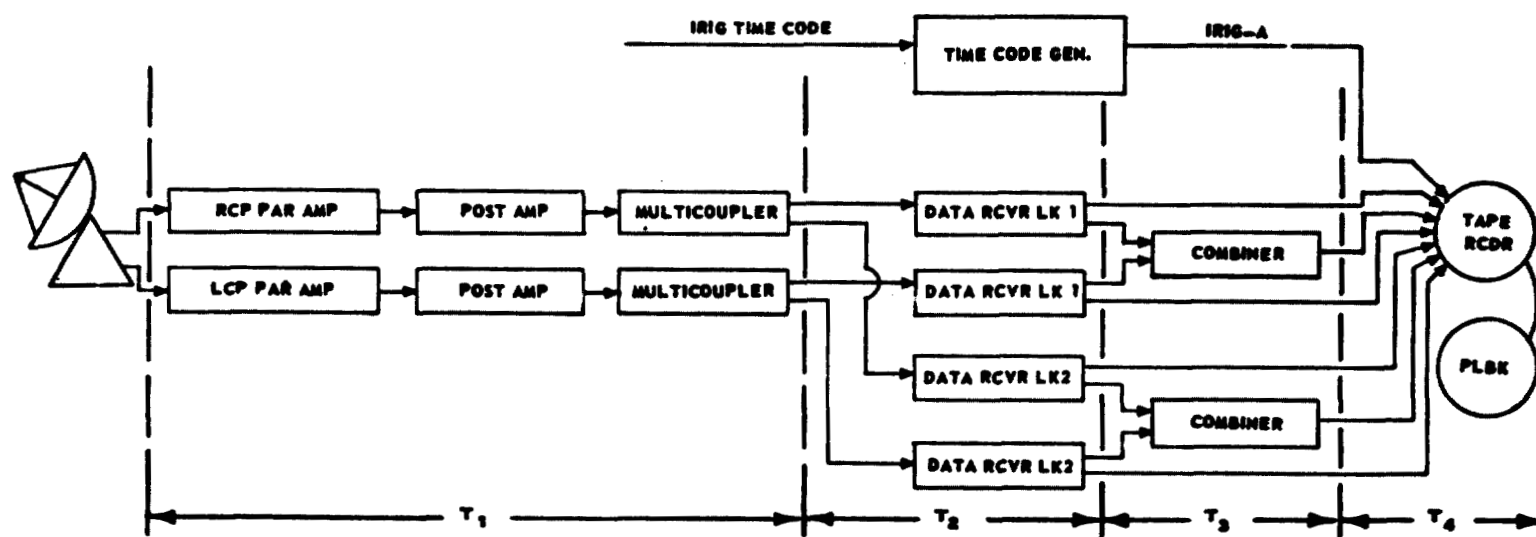 IRIG TIME CODE
TIME CODE GEN.
IRIG-A
RCP PAR AMP
POST AMP
MULTICOUPLER
DATA RCVR LK 1
TAPE
RCDR
COMBINER
LCP PAR AMP
POST AMP
MULTICOUPLER
DATA RCVR LK 1
DATA RCVR LK2
PLBK
COMBINER
DATA RCVR LK2
T1
T2
T3
T4